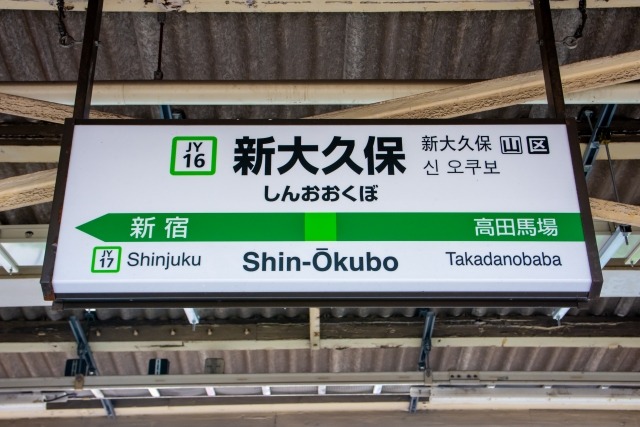 JY
16
新大久保
新大久保 山 区
신 오쿠보
しんおおくぼ
新宿
高田馬場
JY
17
Shinjuku
Shin-Ōkubo
Takadanobaba